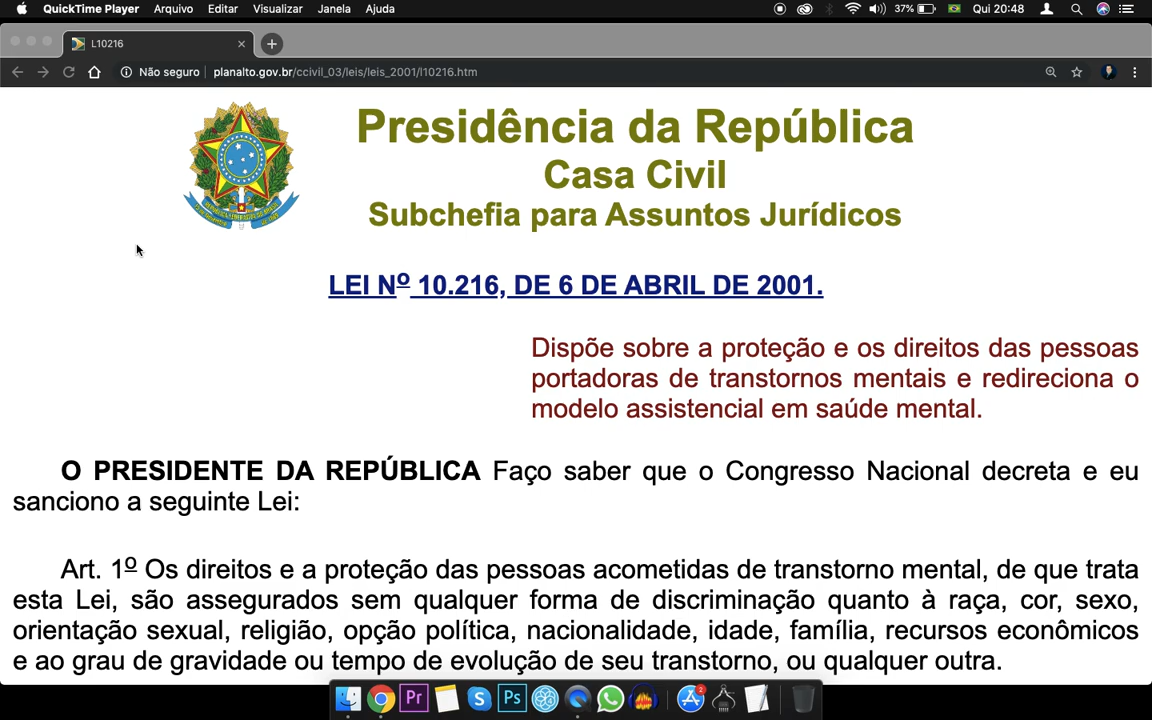 QuickTime Player Arquivo Editar Visualizar Janela Ajuda 37% Qui 20:48
L10216
Não seguro planalto.gov.br/ccivil_03/leis/leis_2001/l10216.htm
Presidência da República
Casa Civil
Subchefia para Assuntos Jurídicos
LEI Nº 10.216, DE 6 DE ABRIL DE 2001.
Dispõe sobre a proteção e os direitos das pessoas
portadoras de transtornos mentais e redireciona o
modelo assistencial em saúde mental.
O PRESIDENTE DA REPÚBLICA Faço saber que o Congresso Nacional decreta e eu
sanciono a seguinte Lei:
Art. 1º Os direitos e a proteção das pessoas acometidas de transtorno mental, de que trata
esta Lei, são assegurados sem qualquer forma de discriminação quanto à raça, cor, sexo,
orientação sexual, religião, opção política, nacionalidade, idade, família, recursos econômicos
e ao grau de gravidade ou tempo de evolução de seu transtorno, ou qualquer outra.
Pr S Ps 2